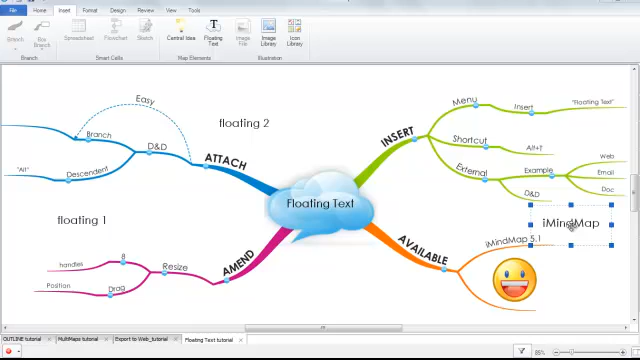 File Home Insert Format Design Review View Tools
Branch Box Branch Spreadsheet Flowchart Sketch Central Idea Floating Text Image File Image Library Icon Library
Branch Smart Cells Map Elements Illustration
Easy
floating 2
Branch
D&D
ATTACH
"Alt"
Descendent
floating 1
Floating Text
INSERT
Menu
Insert
"Floating Text"
Shortcut
Alt+T
External
Example
Web
Email
Doc
D&D
iMindMap
AVAILABLE
iMindMap 5.1
AMEND
handles
8
Resize
Position
Drag
OUTLINE tutorial MultiMaps tutorial Export to Web_tutorial Floating Text tutorial
85%